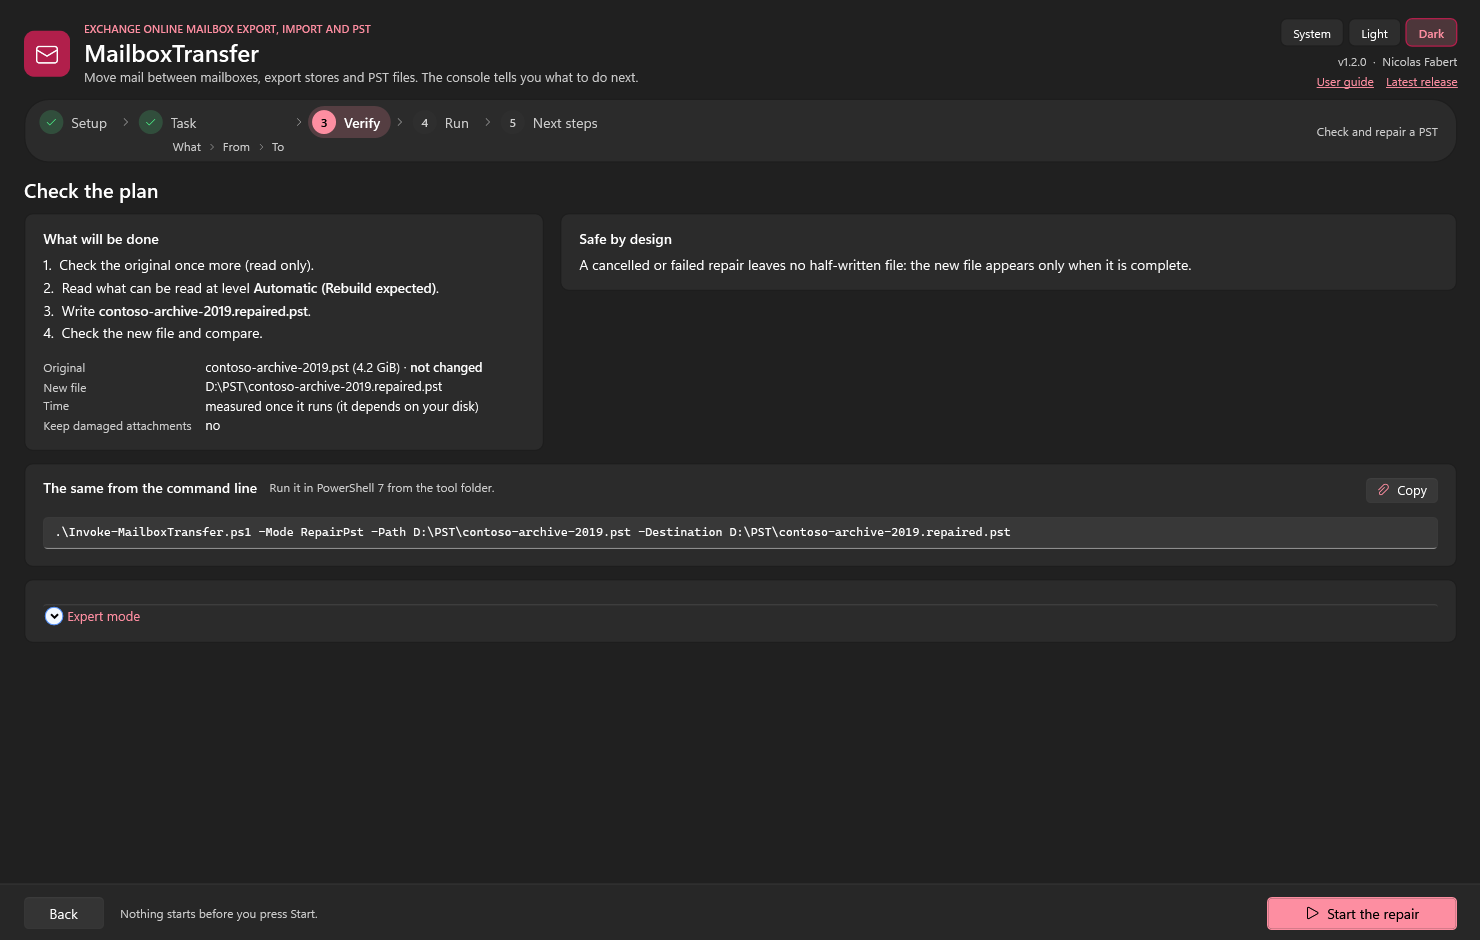 EXCHANGE ONLINE MAILBOX EXPORT, IMPORT AND PST
MailboxTransfer
Move mail between mailboxes, export stores and PST files. The console tells you what to do next.
System
Light
Dark
v1.2.0 · Nicolas Fabert
User guide
Latest release
Setup
Task
3 Verify
4 Run
5 Next steps
What
From
To
Check and repair a PST
Check the plan
What will be done
1. Check the original once more (read only).
2. Read what can be read at level Automatic (Rebuild expected).
3. Write contoso-archive-2019.repaired.pst.
4. Check the new file and compare.
Original contoso-archive-2019.pst (4.2 GiB) · not changed
New file D:\PST\contoso-archive-2019.repaired.pst
Time measured once it runs (it depends on your disk)
Keep damaged attachments no
Safe by design
A cancelled or failed repair leaves no half-written file: the new file appears only when it is complete.
The same from the command line Run it in PowerShell 7 from the tool folder.
Copy
.\Invoke-MailboxTransfer.ps1 -Mode RepairPst -Path D:\PST\contoso-archive-2019.pst -Destination D:\PST\contoso-archive-2019.repaired.pst
Expert mode
Back
Nothing starts before you press Start.
Start the repair